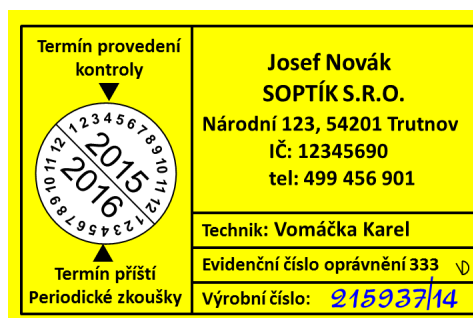 Termín provedení
kontroly
1 2 3 4 5 6 7 8 9 10 11 12
2015
2016
1 2 3 4 5 6 7 8 9 10 11 12
Termín příští
Periodické zkoušky
Josef Novák
SOPTÍK S.R.O.
Národní 123, 54201 Trutnov
IČ: 12345690
tel: 499 456 901
Technik: Vomáčka Karel
Evidenční číslo oprávnění 333
Výrobní číslo: 215937/14